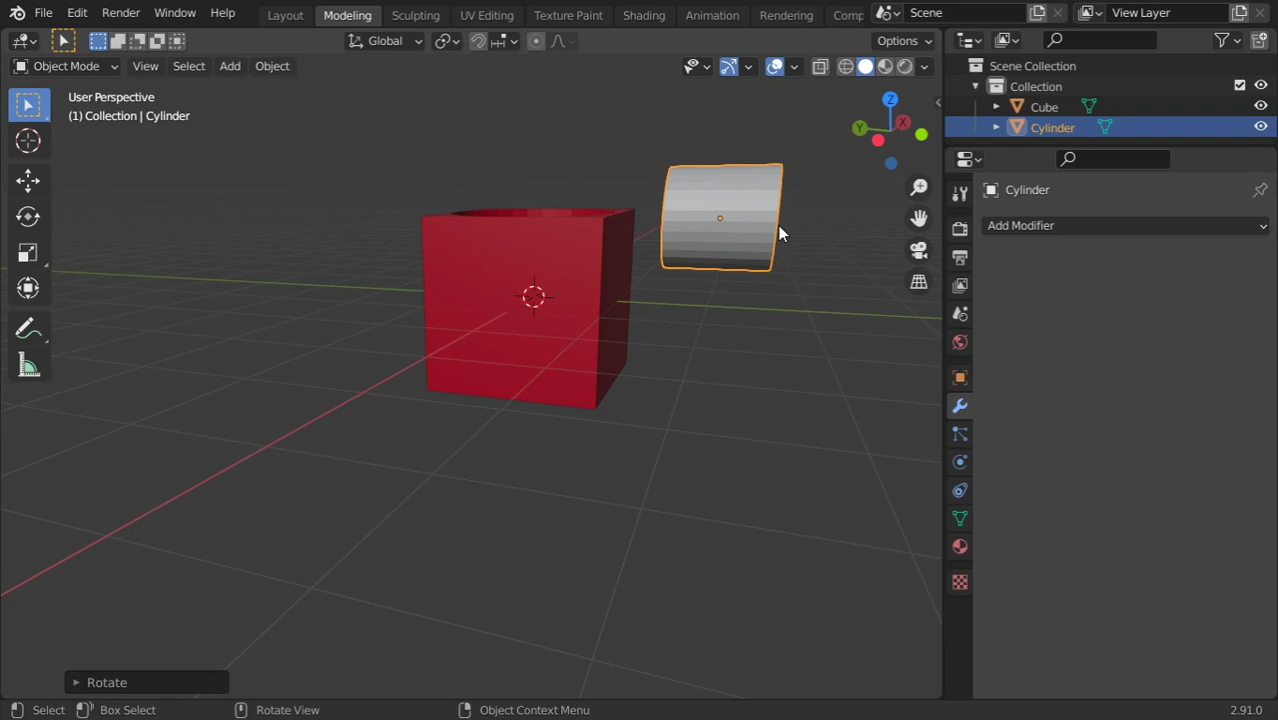 File Edit Render Window Help Layout Modeling Sculpting UV Editing Texture Paint Shading Animation Rendering Comp Scene View Layer
Global Options
Object Mode View Select Add Object
User Perspective
(1) Collection | Cylinder
Z
Y
X
Scene Collection
Collection
Cube
Cylinder
Cylinder
Add Modifier
Rotate
Select Box Select Rotate View Object Context Menu 2.91.0